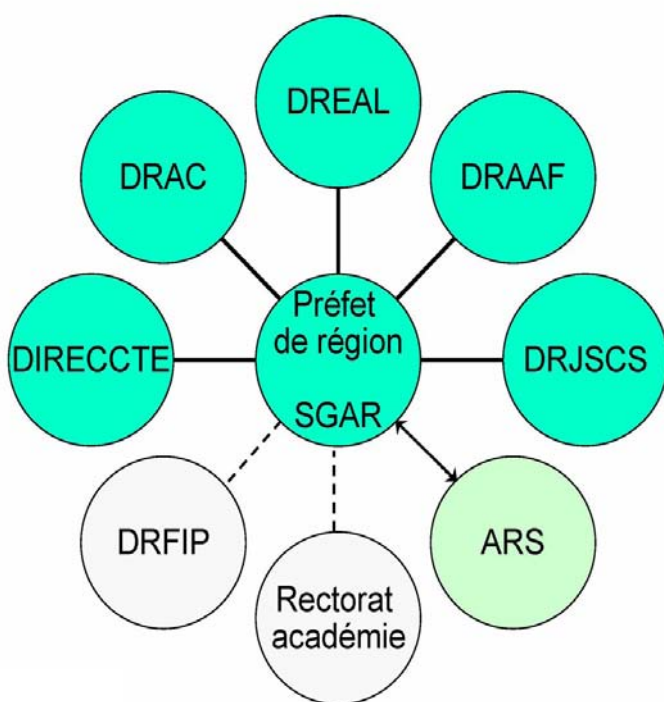 DREAL
DRAC
DRAAF
Préfet
de région
SGAR
DIRECCTE
DRJSCS
DRFIP
ARS
Rectorat
académie